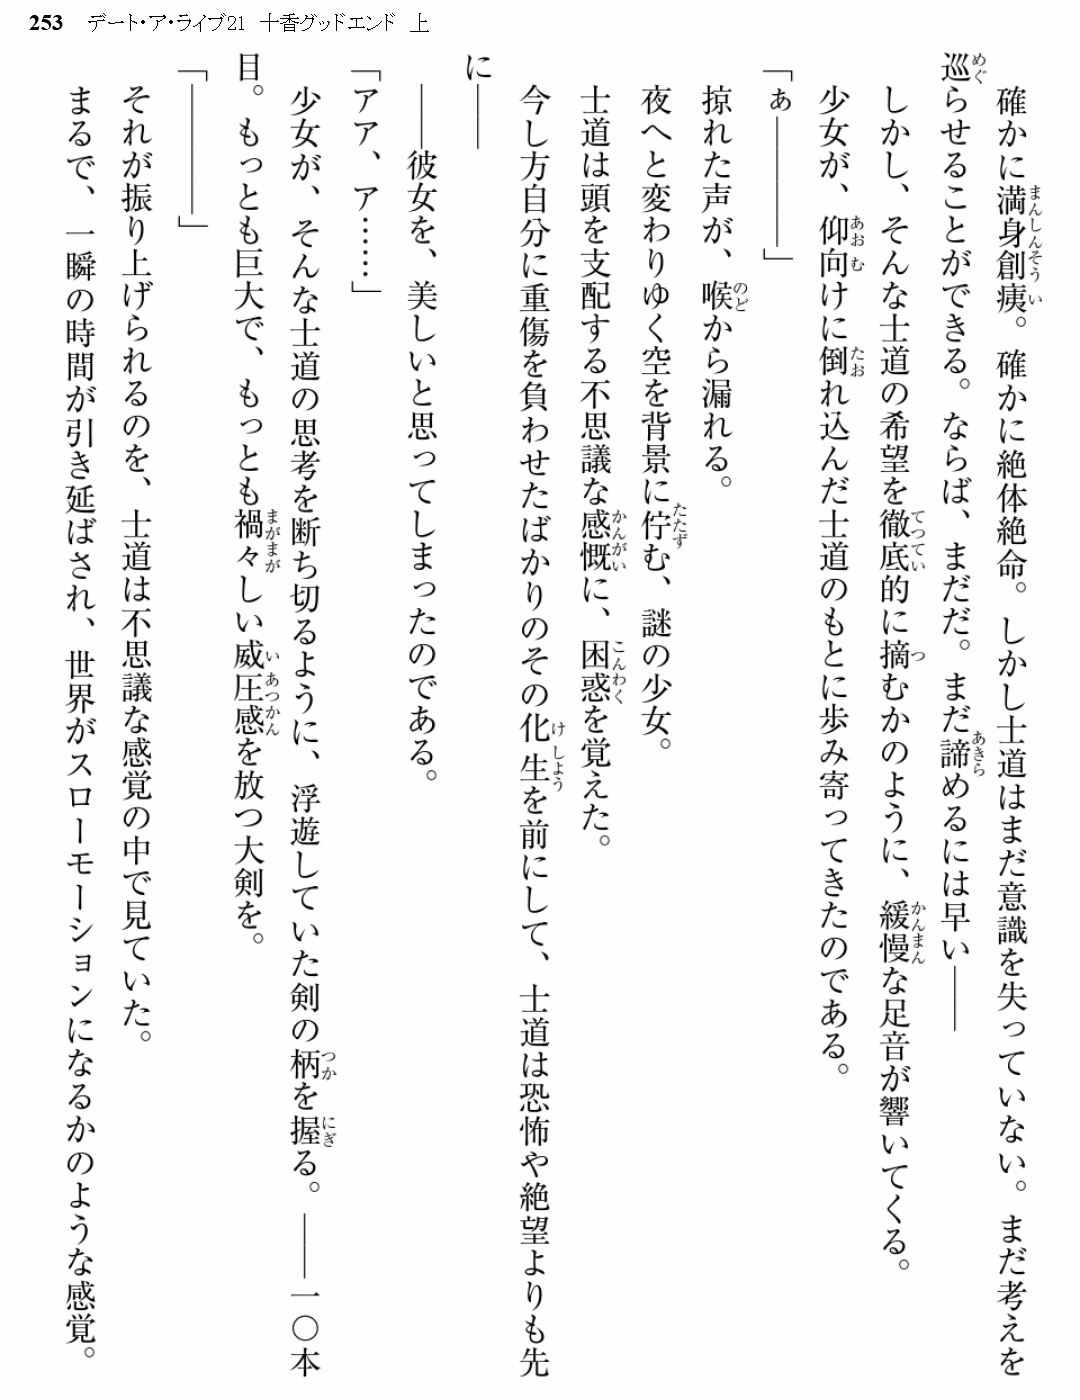 253 デート・ア・ライブ21 十香グッドエンド 上
確かに満身創痍。確かに絶体絶命。しかし士道はまだ意識を失っていない。まだ考えを
巡らせることができる。ならば、まだだ。まだ諦めるには早い――
しかし、そんな士道の希望を徹底的に摘むかのように、緩慢な足音が響いてくる。
少女が、仰向けに倒れ込んだ士道のもとに歩み寄ってきたのである。
「ぁ――――」
掠れた声が、喉から漏れる。
夜へと変わりゆく空を背景に佇む、謎の少女。
士道は頭を支配する不思議な感慨に、困惑を覚えた。
今し方自分に重傷を負わせたばかりのその化生を前にして、士道は恐怖や絶望よりも先
に――
――彼女を、美しいと思ってしまったのである。
「アア、ア……」
少女が、そんな士道の思考を断ち切るように、浮遊していた剣の柄を握る。――一〇本
目。もっとも巨大で、もっとも禍々しい威圧感を放つ大剣を。
「――――」
それが振り上げられるのを、士道は不思議な感覚の中で見ていた。
まるで、一瞬の時間が引き延ばされ、世界がスローモーションになるかのような感覚。